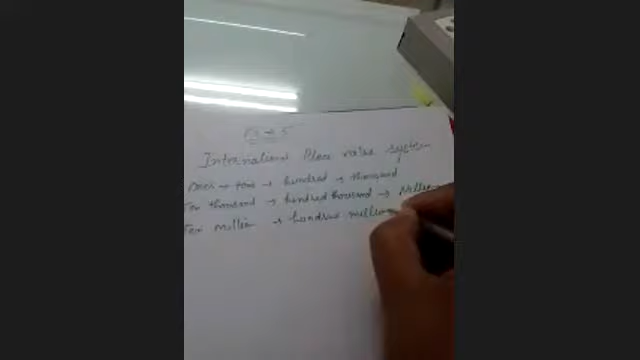 International Place value system
Ones → tens → hundred → thousand
Ten thousand → hundred thousand → Million
Ten million → hundred million